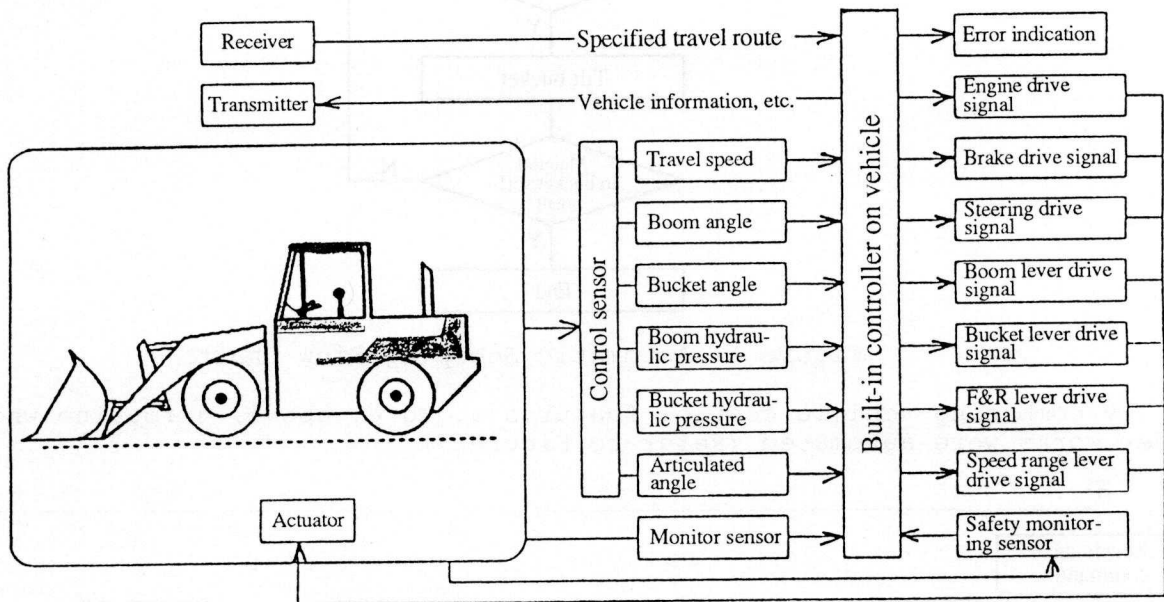 Receiver
Specified travel route
Error indication
Transmitter
Vehicle information, etc.
Engine drive
signal
Control sensor
Travel speed
Boom angle
Bucket angle
Boom hydrau-
lic pressure
Bucket hydrau-
lic pressure
Articulated
angle
Monitor sensor
Built-in controller on vehicle
Brake drive signal
Steering drive
signal
Boom lever drive
signal
Bucket lever drive
signal
F&R lever drive
signal
Speed range lever
drive signal
Safety monitor-
ing sensor
Actuator